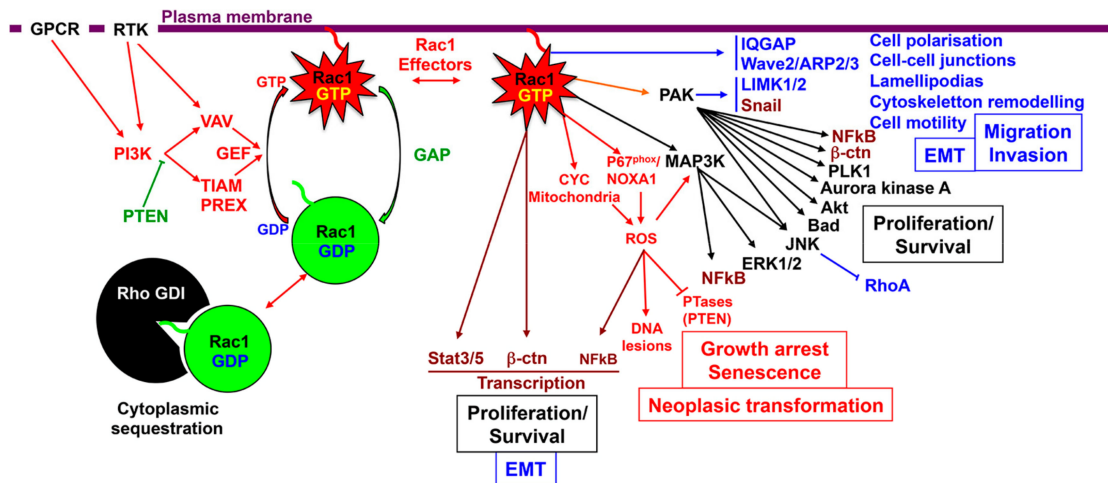 Plasma membrane
GPCR
RTK
VAV
PI3K
GEF
TIAM
PREX
PTEN
GTP
Rac1
GTP
GAP
GDP
Rac1
GDP
Rho GDI
Rac1
GDP
Cytoplasmic
sequestration
Rac1
Effectors
Rac1
GTP
IQGAP
Wave2/ARP2/3
LIMK1/2
Snail
Cell polarisation
Cell-cell junctions
Lamellipodias
Cytoskeletton remodelling
Cell motility
Migration
Invasion
EMT
PAK
NFkB
β-ctn
PLK1
Aurora kinase A
Akt
Bad
JNK
Proliferation/
Survival
RhoA
MAP3K
P67phox/
NOXA1
CYC
Mitochondria
ROS
ERK1/2
NFkB
PTases
(PTEN)
DNA
lesions
Stat3/5
β-ctn
NFkB
Transcription
Proliferation/
Survival
EMT
Growth arrest
Senescence
Neoplasic transformation